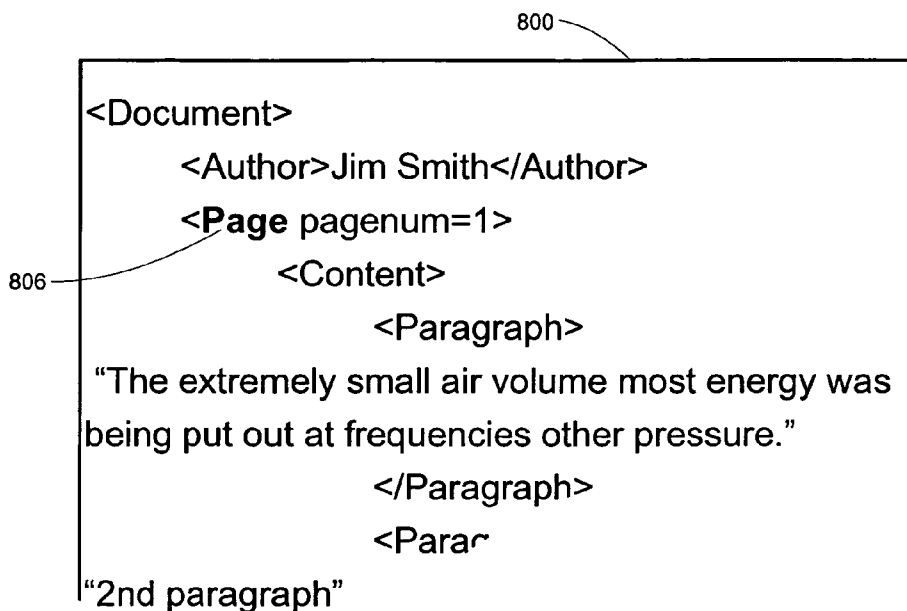 800
<Document>
<Author>Jim Smith</Author>
<Page pagenum=1>
806
<Content>
<Paragraph>
“The extremely small air volume most energy was
being put out at frequencies other pressure.”
</Paragraph>
“2nd paragraph”